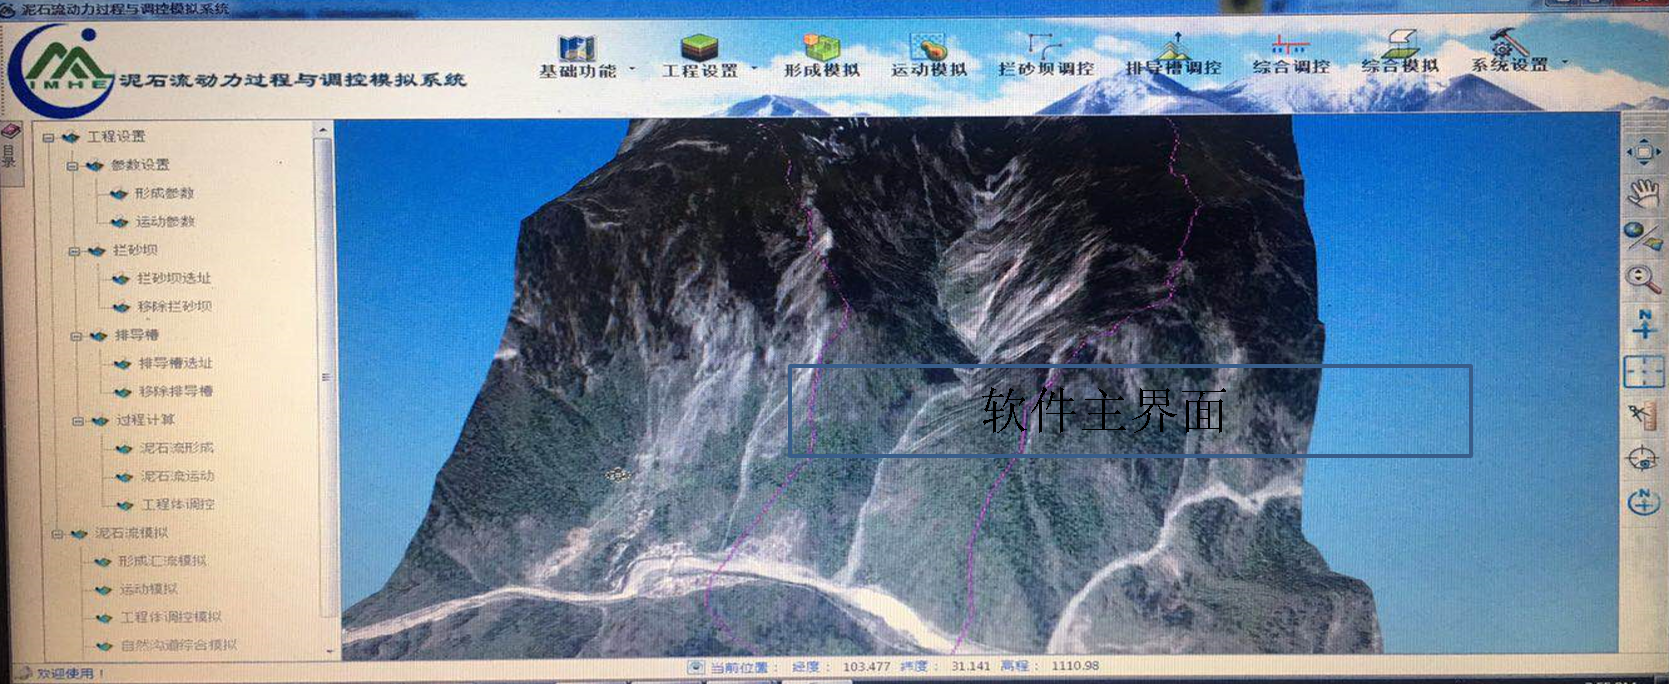 泥石流动力过程与调控模拟系统
IMHE
泥石流动力过程与调控模拟系统
基础功能 工程设置 形成模拟 运动模拟 拦砂坝调控 排导槽调控 综合调控 综合模拟 系统设置
目录
工程设置
参数设置
形成参数
运动参数
拦砂坝
拦砂坝选址
移除拦砂坝
排导槽
排导槽选址
移除排导槽
过程计算
泥石流形成
泥石流运动
工程体调控
泥石流模拟
形成汇流模拟
运动模拟
工程体调控模拟
自然沟道综合模拟
软件主界面
N
N
欢迎使用！
当前位置： 经度： 103.477 纬度： 31.141 高程： 1110.98